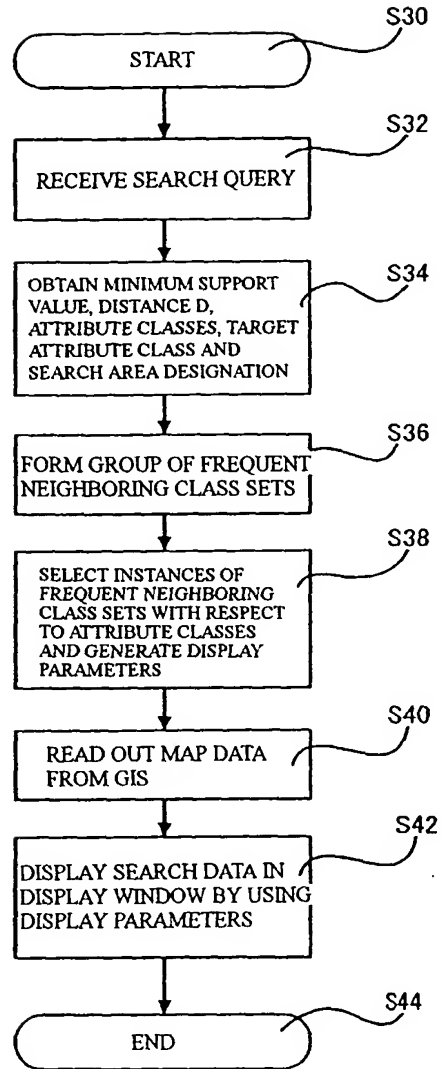 S30
START
S32
RECEIVE SEARCH QUERY
S34
OBTAIN MINIMUM SUPPORT
VALUE, DISTANCE D,
ATTRIBUTE CLASSES, TARGET
ATTRIBUTE CLASS AND
SEARCH AREA DESIGNATION
S36
FORM GROUP OF FREQUENT
NEIGHBORING CLASS SETS
S38
SELECT INSTANCES OF
FREQUENT NEIGHBORING
CLASS SETS WITH RESPECT
TO ATTRIBUTE CLASSES
AND GENERATE DISPLAY
PARAMETERS
S40
READ OUT MAP DATA
FROM GIS
S42
DISPLAY SEARCH DATA IN
DISPLAY WINDOW BY USING
DISPLAY PARAMETERS
S44
END